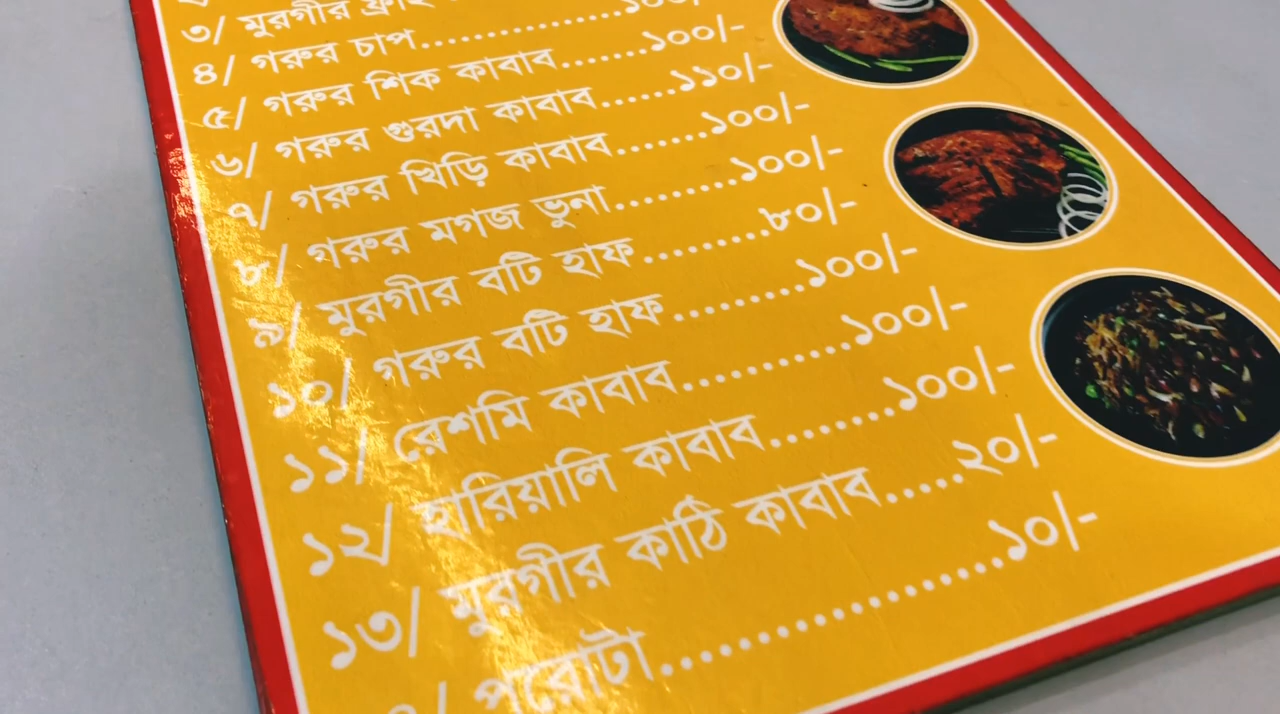 ৩/ মুরগীর ফ্রাই
৪/ গরুর চাপ..................১০০/-
৫/ গরুর শিক কাবাব......১০০/-
৬/ গরুর গুরদা কাবাব......১১০/-
৭/ গরুর খিড়ি কাবাব.......১০০/-
৮/ গরুর মগজ ভুনা.........১০০/-
৯/ মুরগীর বটি হাফ........৮০/-
১০/ গরুর বটি হাফ........১০০/-
১১/ রেশমি কাবাব...........১০০/-
১২/ হারিয়ালি কাবাব........১০০/-
১৩/ মুরগীর কাঠি কাবাব.....২০/-
পরোটা.......................১০/-